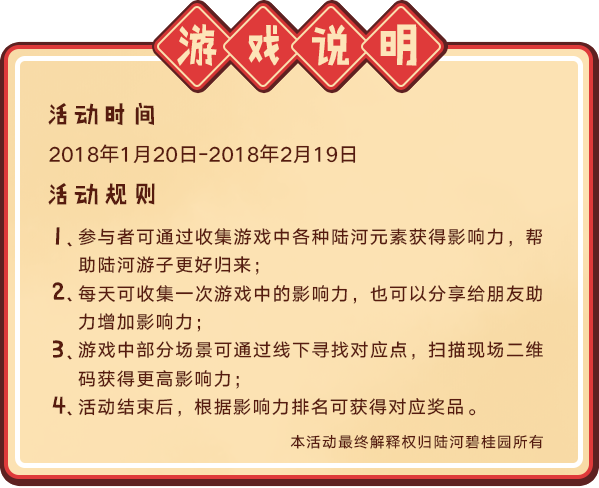 游戏说明
活动时间
2018年1月20日-2018年2月19日
活动规则
1、参与者可通过收集游戏中各种陆河元素获得影响力，帮
助陆河游子更好归来；
2、每天可收集一次游戏中的影响力，也可以分享给朋友助
力增加影响力；
3、游戏中部分场景可通过线下寻找对应点，扫描现场二维
码获得更高影响力；
4、活动结束后，根据影响力排名可获得对应奖品。
本活动最终解释权归陆河碧桂园所有